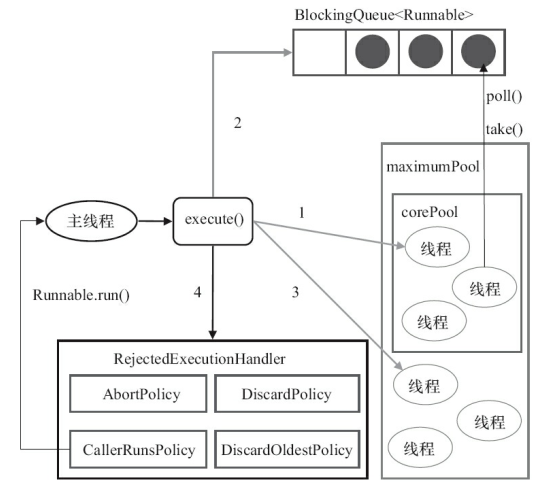 BlockingQueue<Runnable>
poll()
2
take()
maximumPool
corePool
主线程
execute()
1
线程
线程
Runnable.run()
4
3
线程
RejectedExecutionHandler
AbortPolicy
DiscardPolicy
线程
线程
CallerRunsPolicy
DiscardOldestPolicy
线程